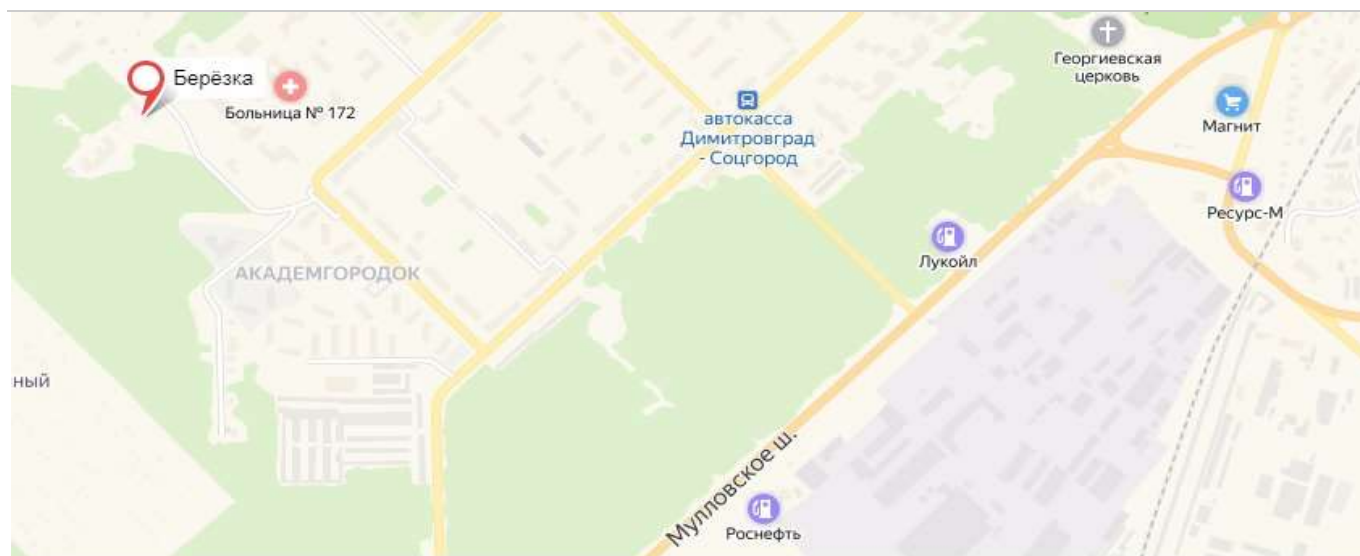 Берёзка
Больница № 172
автокасса
Димитровград
- Соцгород
Георгиевская
церковь
Магнит
Ресурс-М
Лукойл
АКАДЕМГОРОДОК
ный
Мулловское ш.
Роснефть